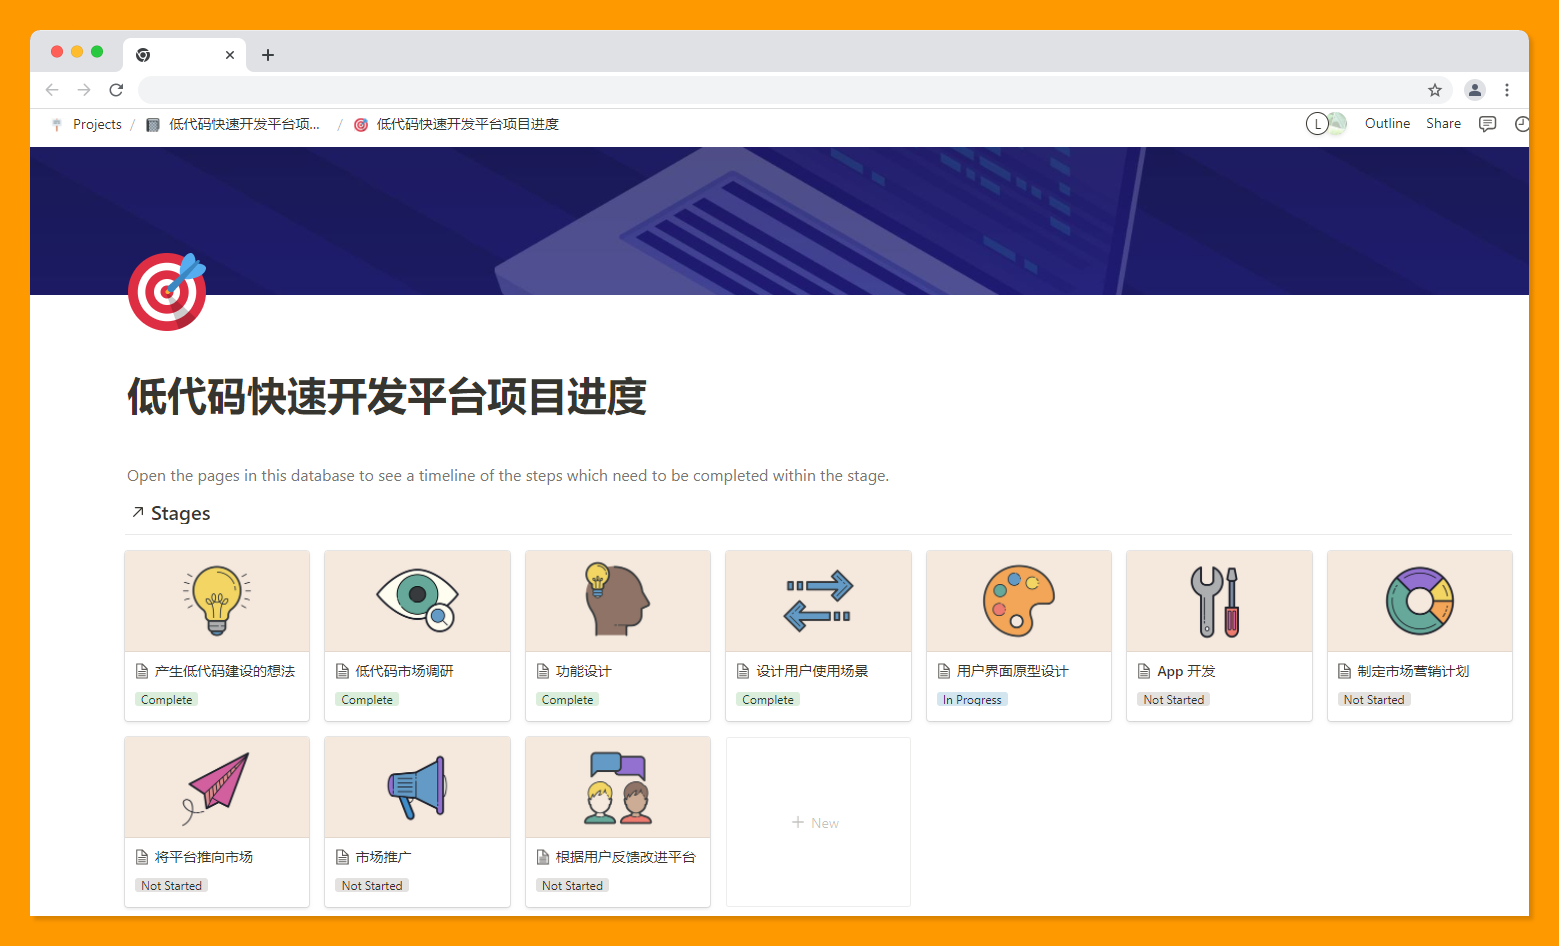 Projects / 低代码快速开发平台项... / 低代码快速开发平台项目进度
L Outline Share
低代码快速开发平台项目进度
Open the pages in this database to see a timeline of the steps which need to be completed within the stage.
Stages
产生低代码建设的想法
Complete
低代码市场调研
Complete
功能设计
Complete
设计用户使用场景
Complete
用户界面原型设计
In Progress
App 开发
Not Started
制定市场营销计划
Not Started
将平台推向市场
Not Started
市场推广
Not Started
根据用户反馈改进平台
Not Started
New